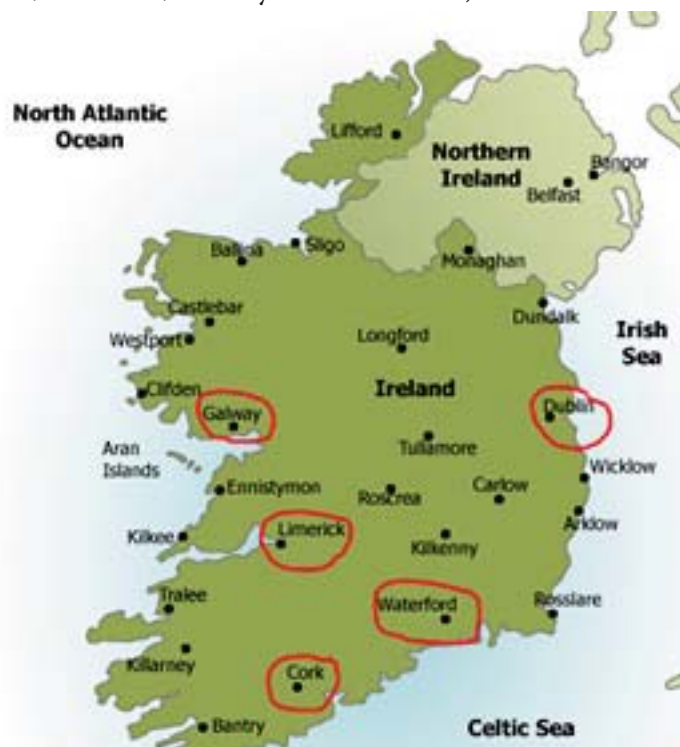 North Atlantic
Ocean
Lifford
Northern
Ireland
Bangor
Belfast
Sligo
Monaghan
Castlebar
Dundalk
Westport
Longford
Irish
Sea
Clifden
Ireland
Galway
Dublin
Aran
Islands
Tullamore
Wicklow
Ennistymon
Roscrea
Carlow
Arklow
Kilkee
Limerick
Kilkenny
Tralee
Waterford
Rosslare
Killarney
Cork
Bantry
Celtic Sea